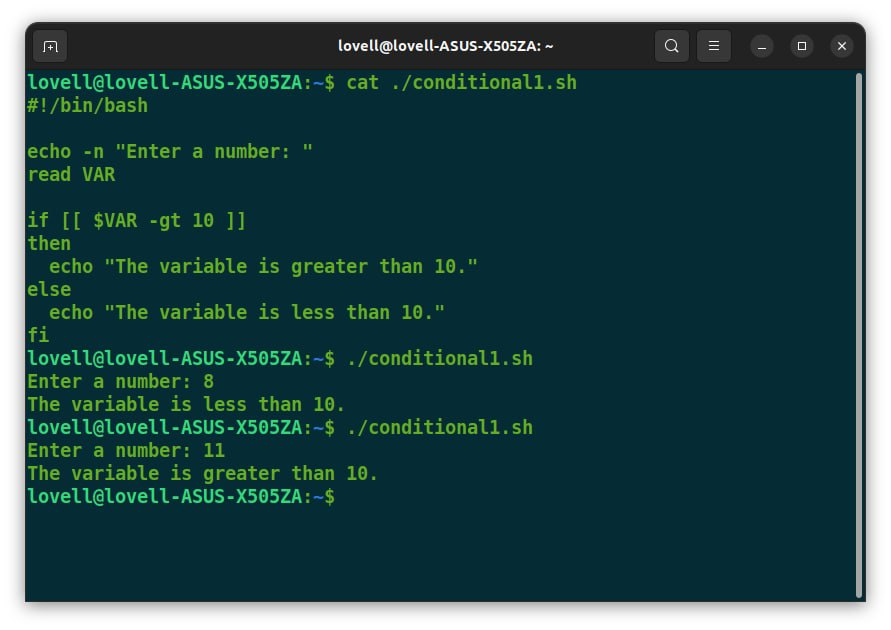 lovell@lovell-ASUS-X505ZA: ~
lovell@lovell-ASUS-X505ZA:~$ cat ./conditional1.sh
#!/bin/bash
echo -n "Enter a number: "
read VAR
if [[ $VAR -gt 10 ]]
then
  echo "The variable is greater than 10."
else
  echo "The variable is less than 10."
fi
lovell@lovell-ASUS-X505ZA:~$ ./conditional1.sh
Enter a number: 8
The variable is less than 10.
lovell@lovell-ASUS-X505ZA:~$ ./conditional1.sh
Enter a number: 11
The variable is greater than 10.
lovell@lovell-ASUS-X505ZA:~$